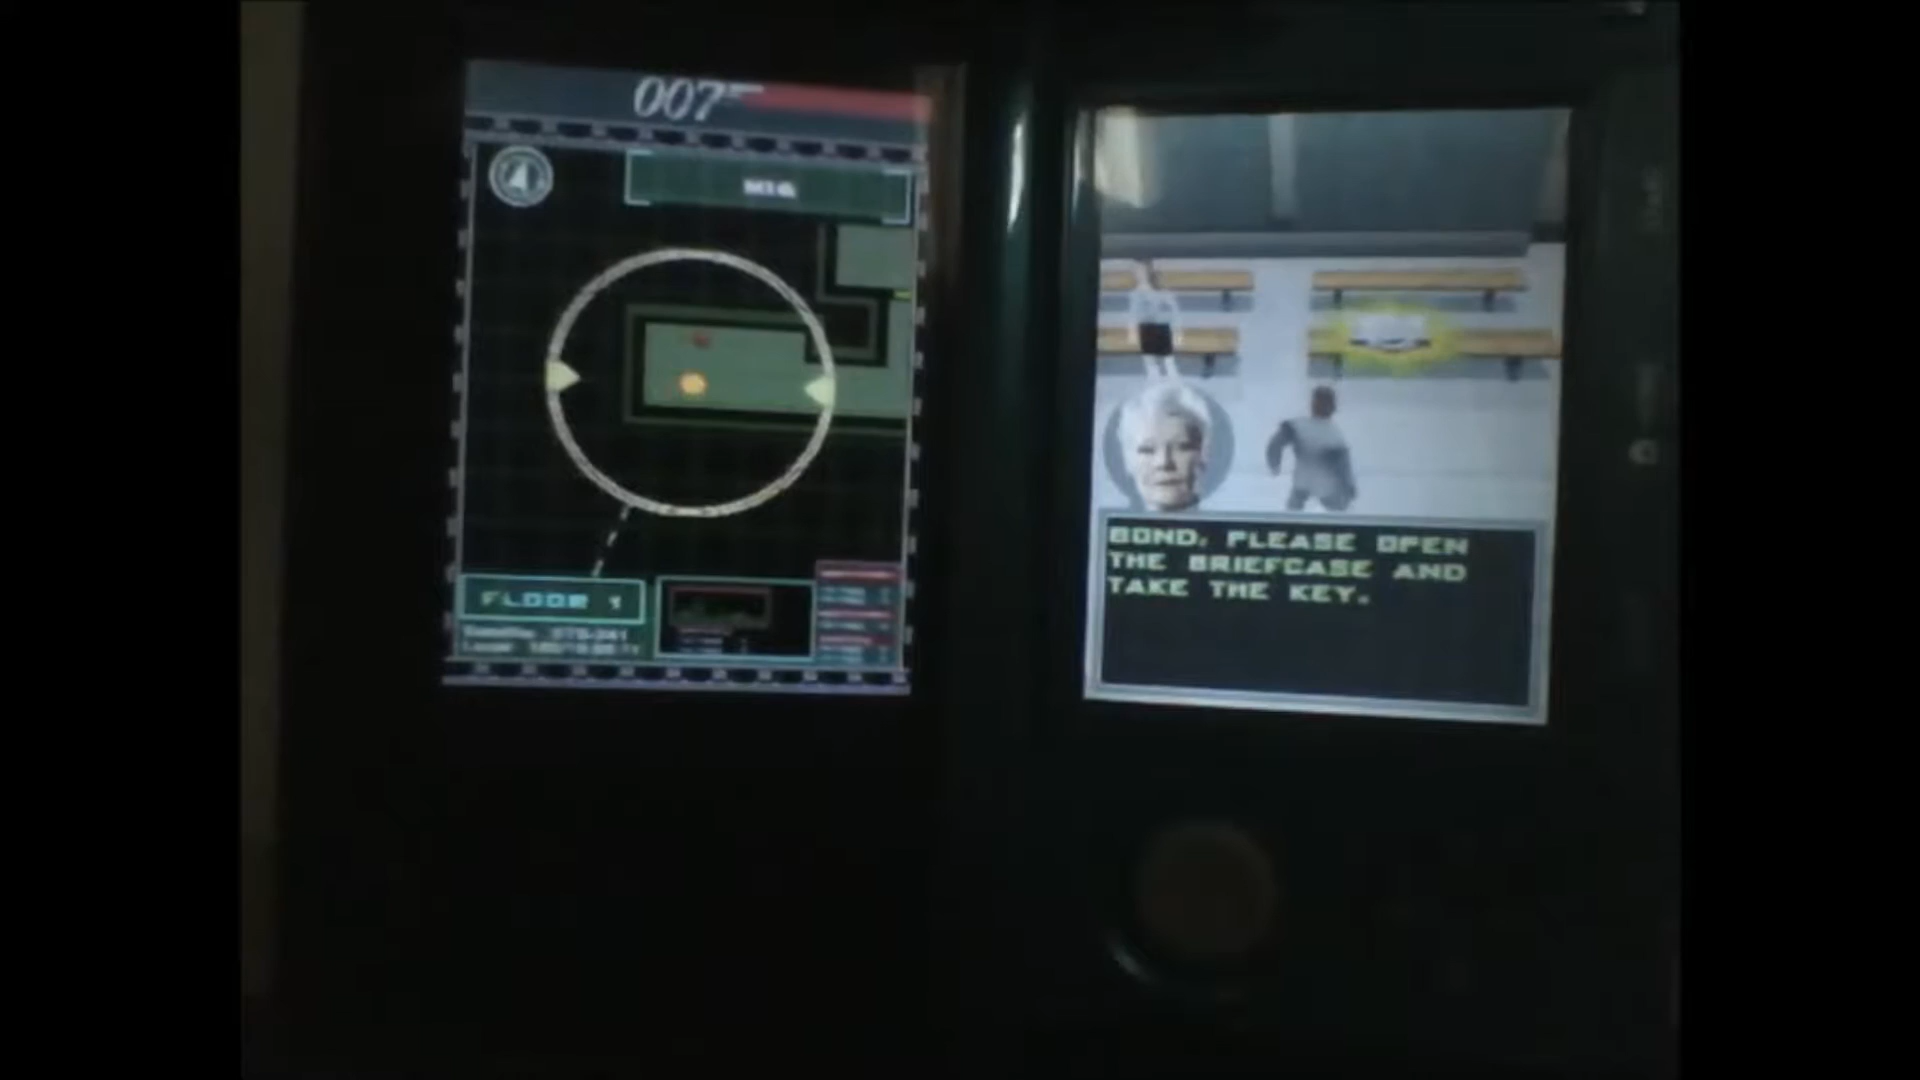 007
FLOOR 1
BOND, PLEASE OPEN
THE BRIEFCASE AND
TAKE THE KEY.